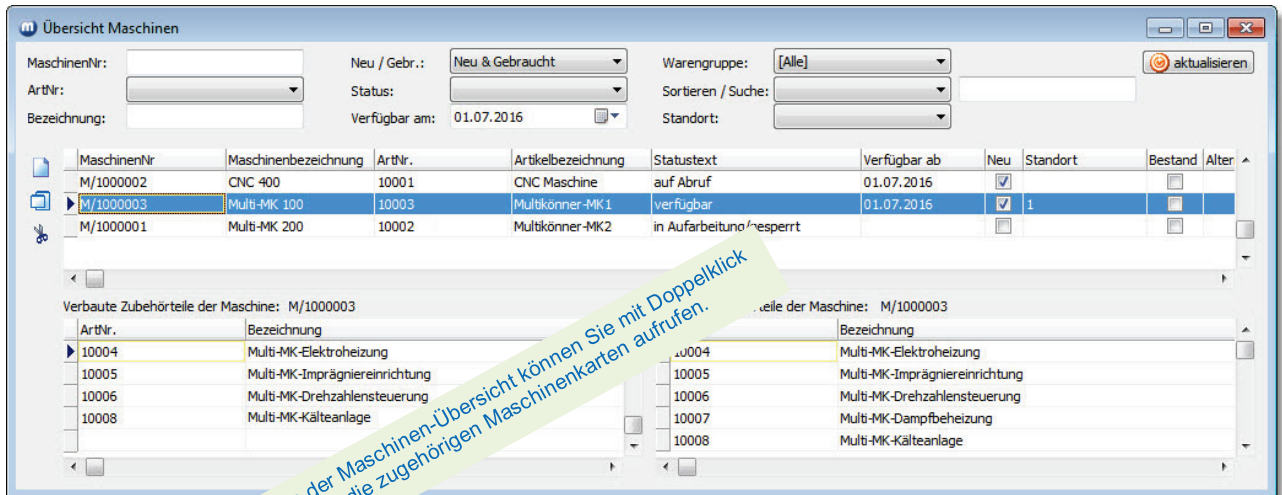 Übersicht Maschinen
MaschinenNr: Neu / Gebr.: Neu & Gebraucht Warengruppe: [Alle] aktualisieren
ArtNr: Status: Sortieren / Suche:
Bezeichnung: Verfügbar am: 01.07.2016 Standort:
MaschinenNr Maschinenbezeichnung ArtNr. Artikelbezeichnung Statustext Verfügbar ab Neu Standort Bestand Alter
M/1000002 CNC 400 10001 CNC Maschine auf Abruf 01.07.2016
M/1000003 Multi-MK 100 10003 Multikönner-MK1 verfügbar 01.07.2016 1
M/1000001 Multi-MK 200 10002 Multikönner-MK2 in Aufarbeitung/gesperrt
Verbaute Zubehörteile der Maschine: M/1000003
ArtNr. Bezeichnung
10004 Multi-MK-Elektroheizung
10005 Multi-MK-Imprägniereinrichtung
10006 Multi-MK-Drehzahlensteuerung
10008 Multi-MK-Kälteanlage
der Maschinen-Übersicht können Sie mit Doppelklick
die zugehörigen Maschinenkarten aufrufen.
der Maschine: M/1000003
Bezeichnung
10004 Multi-MK-Elektroheizung
10005 Multi-MK-Imprägniereinrichtung
10006 Multi-MK-Drehzahlensteuerung
10007 Multi-MK-Dampfbeheizung
10008 Multi-MK-Kälteanlage